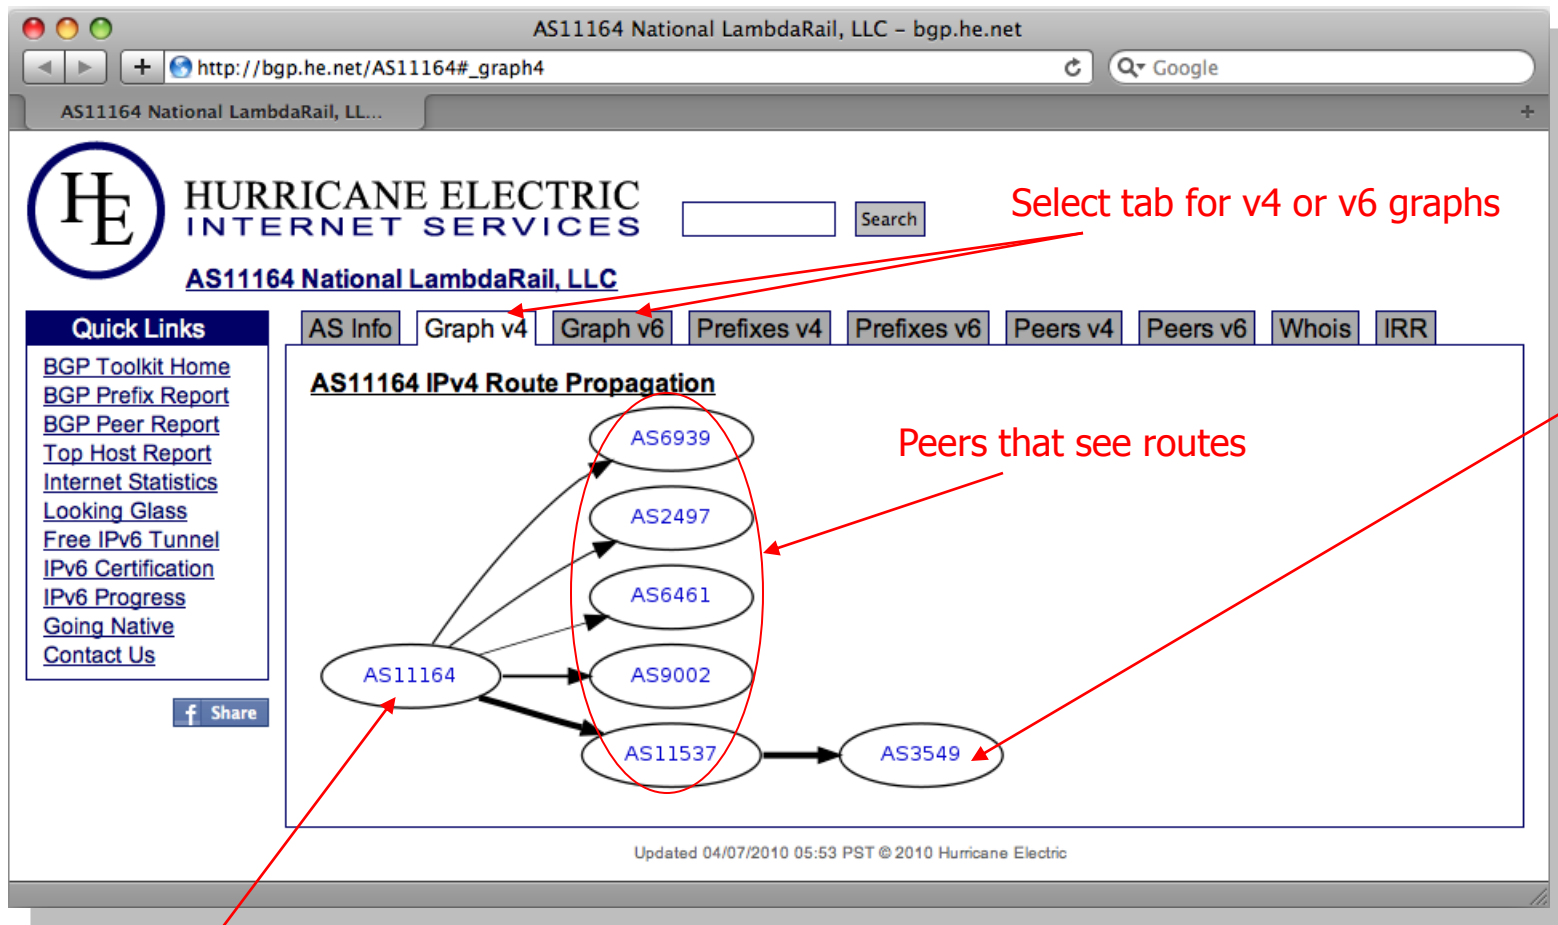 AS11164 National LambdaRail, LLC – bgp.he.net
+ http://bgp.he.net/AS11164#_graph4
Google
AS11164 National LambdaRail, LL...
+
HE
HURRICANE ELECTRIC
INTERNET SERVICES
Search
Select tab for v4 or v6 graphs
AS11164 National LambdaRail, LLC
Quick Links
BGP Toolkit Home
BGP Prefix Report
BGP Peer Report
Top Host Report
Internet Statistics
Looking Glass
Free IPv6 Tunnel
IPv6 Certification
IPv6 Progress
Going Native
Contact Us
f Share
AS Info Graph v4 Graph v6 Prefixes v4 Prefixes v6 Peers v4 Peers v6 Whois IRR
AS11164 IPv4 Route Propagation
AS6939
Peers that see routes
AS2497
AS6461
AS11164
AS9002
AS11537
AS3549
Updated 04/07/2010 05:53 PST © 2010 Hurricane Electric